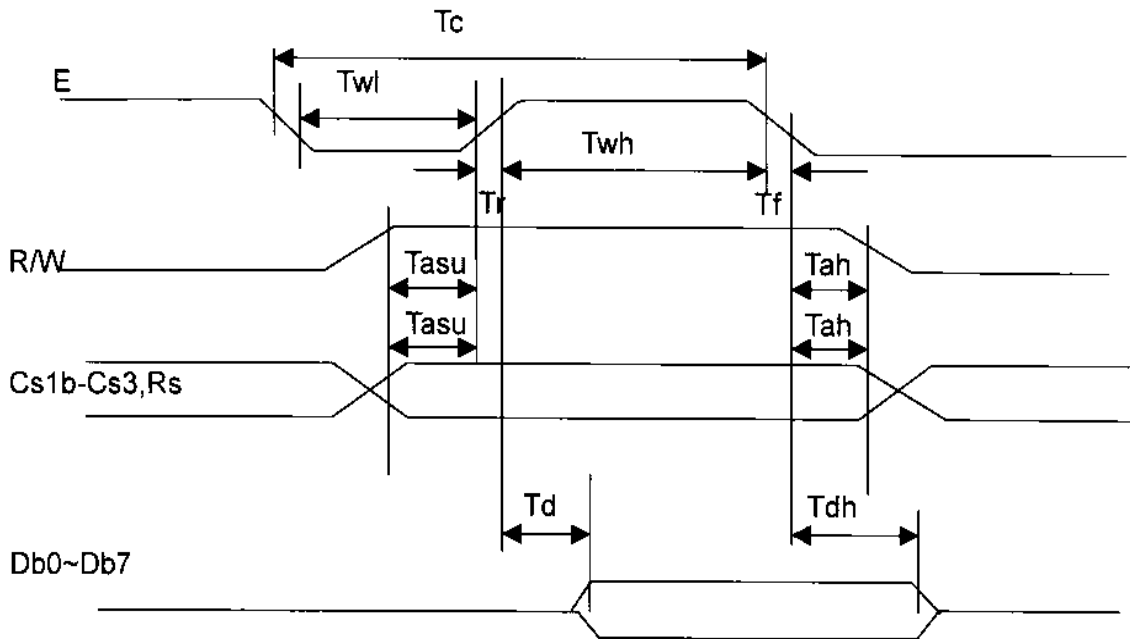 Tc
E
Twl
Twh
Tr
Tf
R/W
Tasu
Tah
Tasu
Tah
Cs1b-Cs3,Rs
Td
Tdh
Db0~Db7